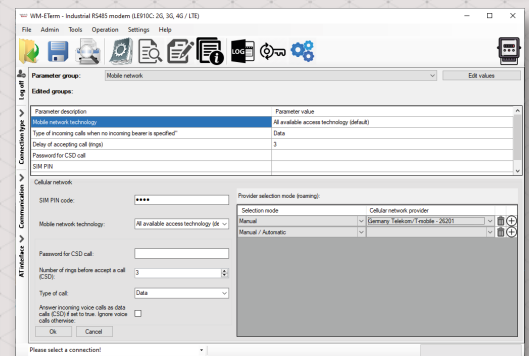 WM-ETerm - Industrial RS485 modem (LE910C: 2G, 3G, 4G / LTE)
File Admin Tools Operation Settings Help
LOG
Log off
Parameter group: Mobile network Edit values
Edited groups:
Connection type
Parameter description Parameter value
Mobile network technology All available access technology (default)
Type of incoming calls when no incoming bearer is specified" Data
Delay of accepting call (rings) 3
Password for CSD call
SIM PIN
Communication
Cellular network
SIM PIN code: ••••
Mobile network technology: All available access technology (de
Password for CSD call:
Number of rings before accept a call (CSD): 3
Type of call: Data
Answer incoming voice calls as data
calls (CSD) if set to true. Ignore voice
calls otherwise:
Ok Cancel
Provider selection mode (roaming):
Selection mode Cellular network provider
Manual Germany Telekom/T-mobile - 26201
Manual / Automatic
AT interface
Please select a connection!